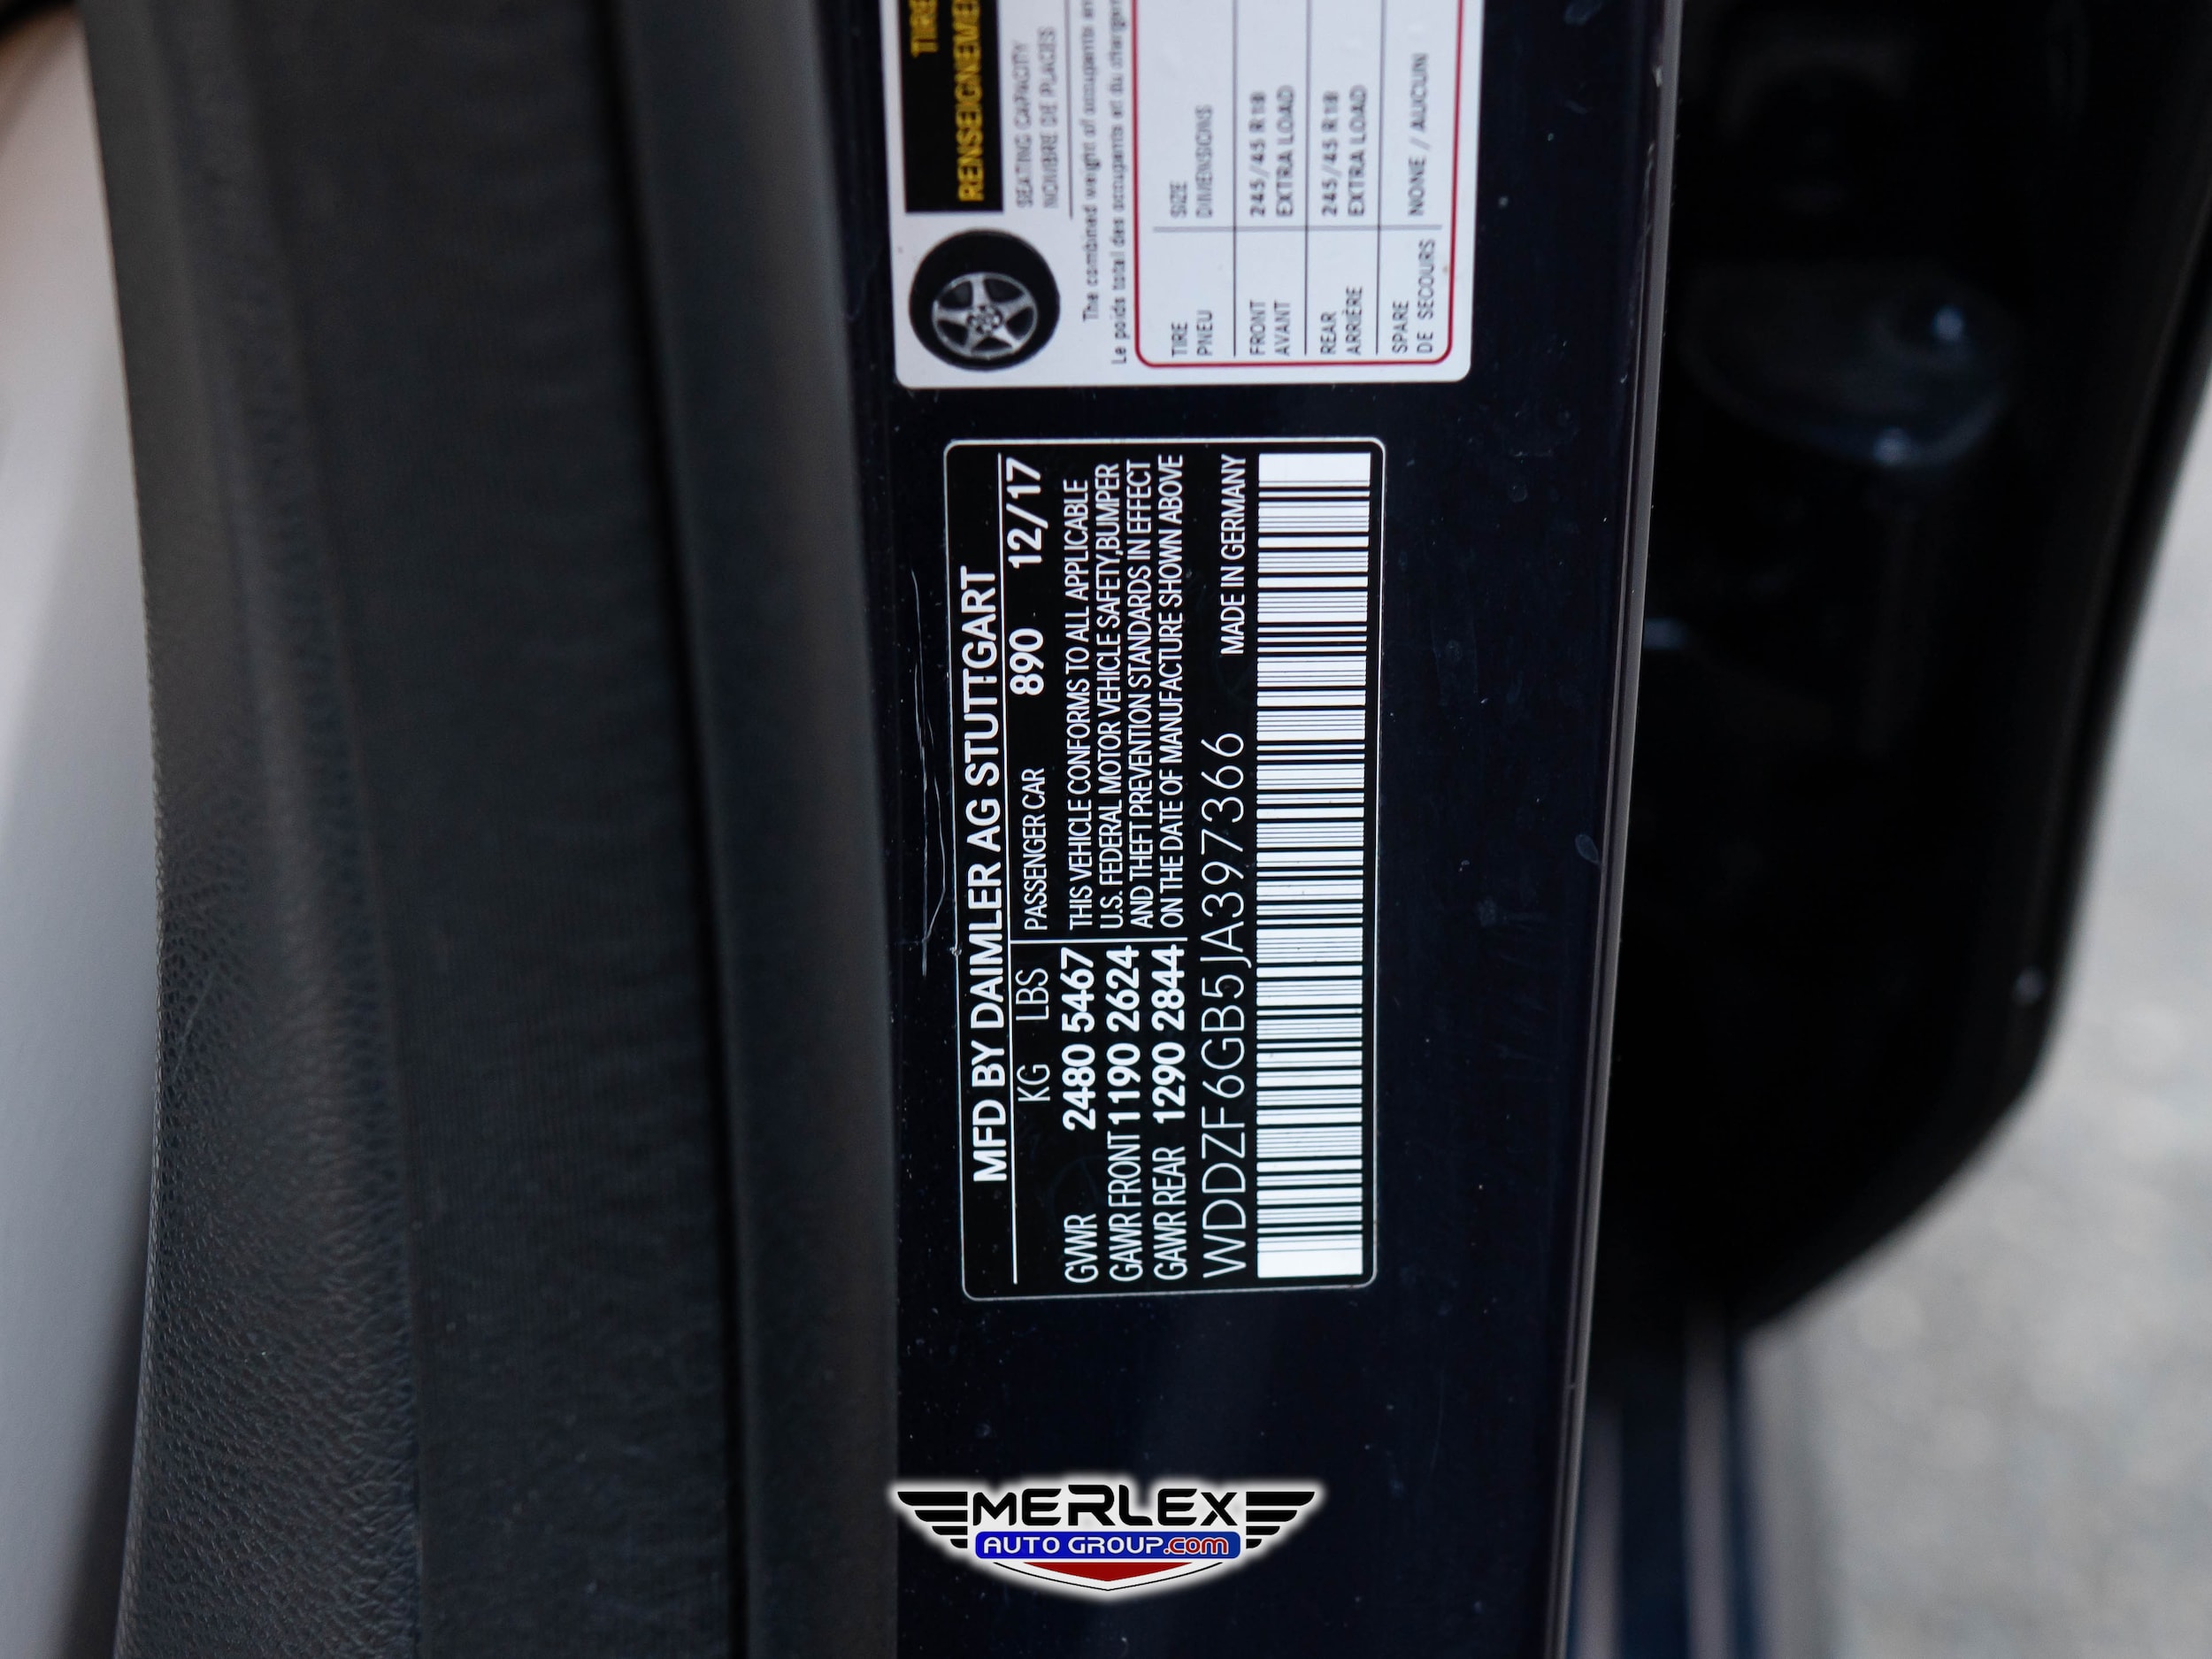 TIRE
RENSEIGNEMEN
SEATING CAPACITY
NOMBRE DE PLACES
The combined weight of occupants
Le poids total des occupants et du
TIRE SIZE
PNEU DIMENSIONS
FRONT 245/45 R18
AVANT EXTRA LOAD
REAR 245/45 R18
ARRIÈRE EXTRA LOAD
SPARE
DE SECOURS NONE / AUCUN
MFD BY DAIMLER AG STUTTGART
KG LBS PASSENGER CAR 890 12/17
GVWR 2480 5467 THIS VEHICLE CONFORMS TO ALL APPLICABLE
U.S. FEDERAL MOTOR VEHICLE SAFETY,BUMPER
GAWR FRONT 1190 2624 AND THEFT PREVENTION STANDARDS IN EFFECT
GAWR REAR 1290 2844 ON THE DATE OF MANUFACTURE SHOWN ABOVE
WDDZF6GB5JA397366 MADE IN GERMANY
MERLEX
AUTO GROUP.com